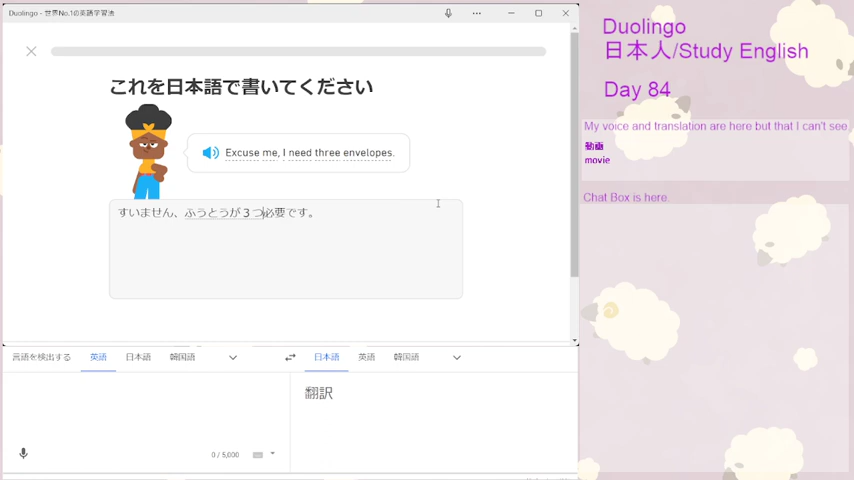 Duolingo - 世界No.1の英語学習法
これを日本語で書いてください
Excuse me, I need three envelopes.
すいません、ふうとうが３つ必要です。
言語を検出する 英語 日本語 韓国語
日本語 英語 韓国語
翻訳
0 / 5,000
Duolingo
日本人/Study English
Day 84
My voice and translation are here but that I can't see
動画
movie
Chat Box is here.